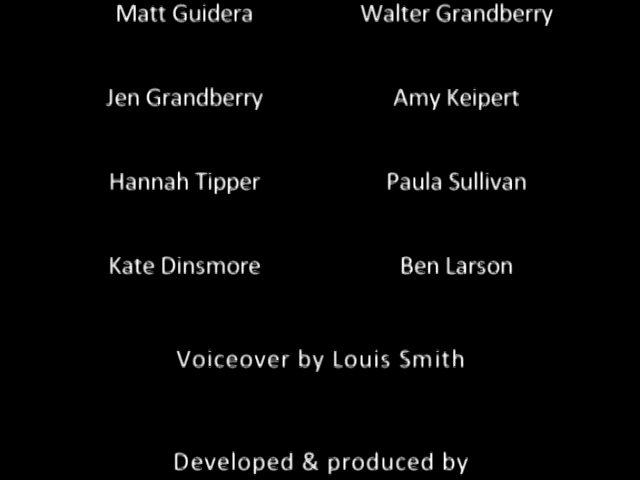 Matt Guidera Walter Grandberry
Jen Grandberry Amy Keipert
Hannah Tipper Paula Sullivan
Kate Dinsmore Ben Larson
Voiceover by Louis Smith
Developed & produced by